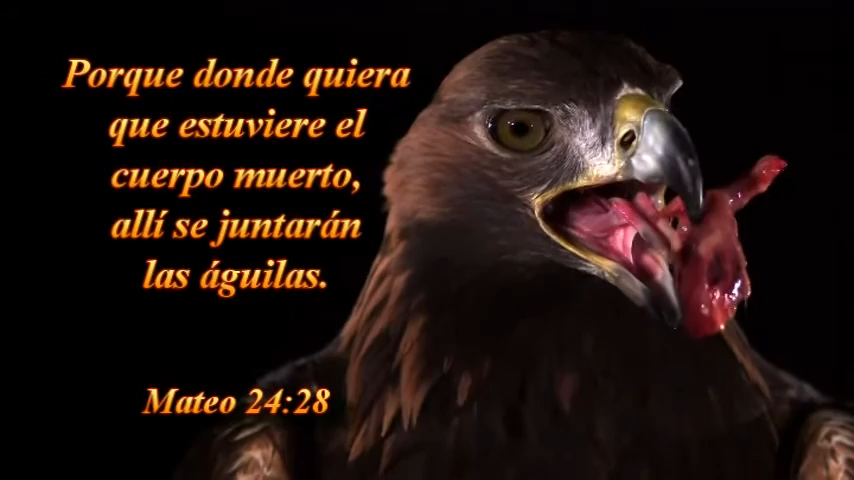 Porque donde quiera
que estuviere el
cuerpo muerto,
allí se juntarán
las águilas.
Mateo 24:28